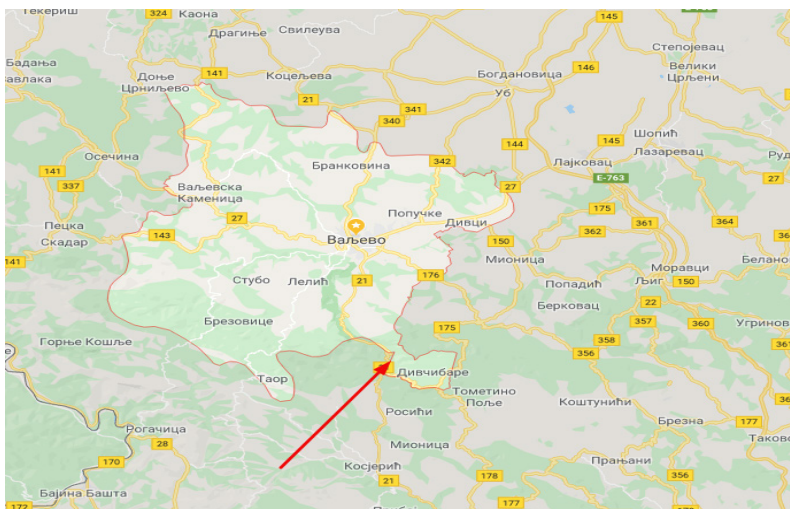 Текериш
324
Каона
Драгиње
Свилеува
145
Степојевац
Бадања
Завлака
Доње
Црниљево
141
Коцељева
Богдановица
146
Велики
Црљени
Уб
21
341
340
144
145
Шопић
Лазаревац
Осечина
Бранковина
342
Лајковац
141
337
E-763
27
27
Ваљевска
Каменица
Попучке
175
27
Дивци
361
364
Пецка
Скадар
143
Ваљево
150
362
141
Мионица
Моравци
176
Стубо
Лелић
21
Попадић
Љиг
150
Берковац
22
Брезовице
175
357
360
358
Горње Кошље
356
Таор
Дивчибаре
Тометино
Поље
Коштунићи
Росићи
Брезна
177
Рогачица
28
Мионица
170
Косјерић
Прањани
178
356
21
Бајина Башта
177
172